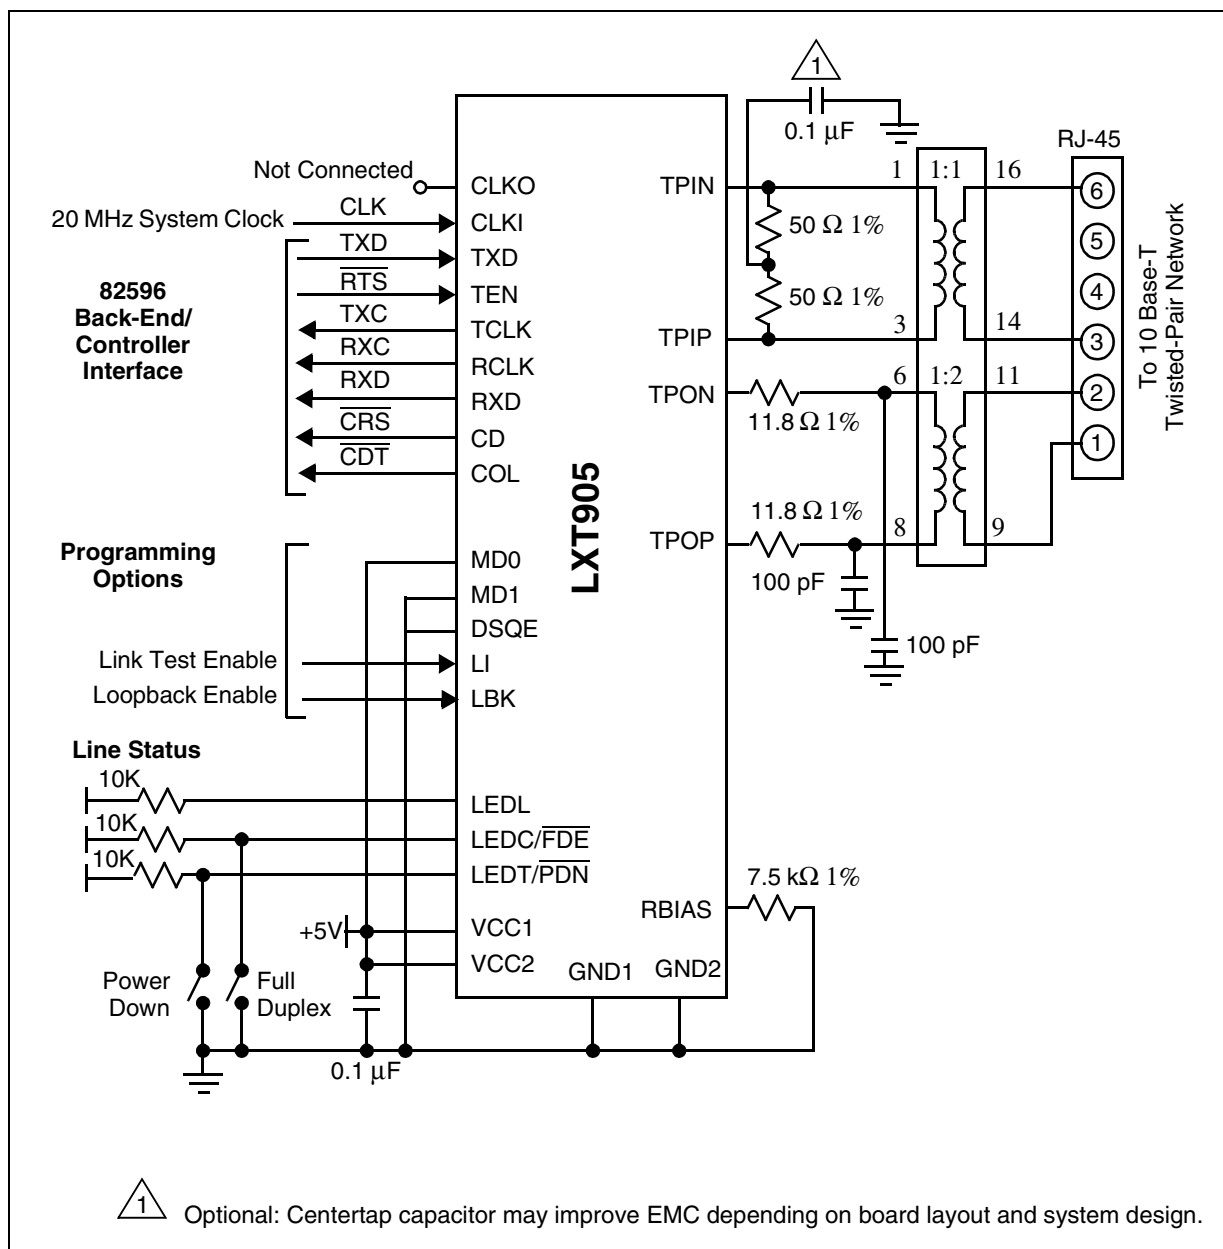 1
0.1 µF
RJ-45
Not Connected
CLKO
TPIN
1
1:1
16
6
20 MHz System Clock
CLK
CLKI
50 Ω 1%
5
TXD
TXD
82596
Back-End/
Controller
Interface
RTS
TEN
50 Ω 1%
4
TXC
TCLK
TPIP
3
14
3
RXC
RCLK
RXD
RXD
TPON
11.8 Ω 1%
6
1:2
11
2
CRS
CD
1
CDT
COL
To 10 Base-T
Twisted-Pair Network
LXT905
11.8 Ω 1%
TPOP
8
9
100 pF
100 pF
Programming
Options
MD0
MD1
DSQE
Link Test Enable
LI
Loopback Enable
LBK
Line Status
10K
LEDL
10K
LEDC/FDE
10K
LEDT/PDN
7.5 kΩ 1%
RBIAS
+5V
VCC1
VCC2
GND1
GND2
Power
Down
Full
Duplex
0.1 µF
1
Optional: Centertap capacitor may improve EMC depending on board layout and system design.